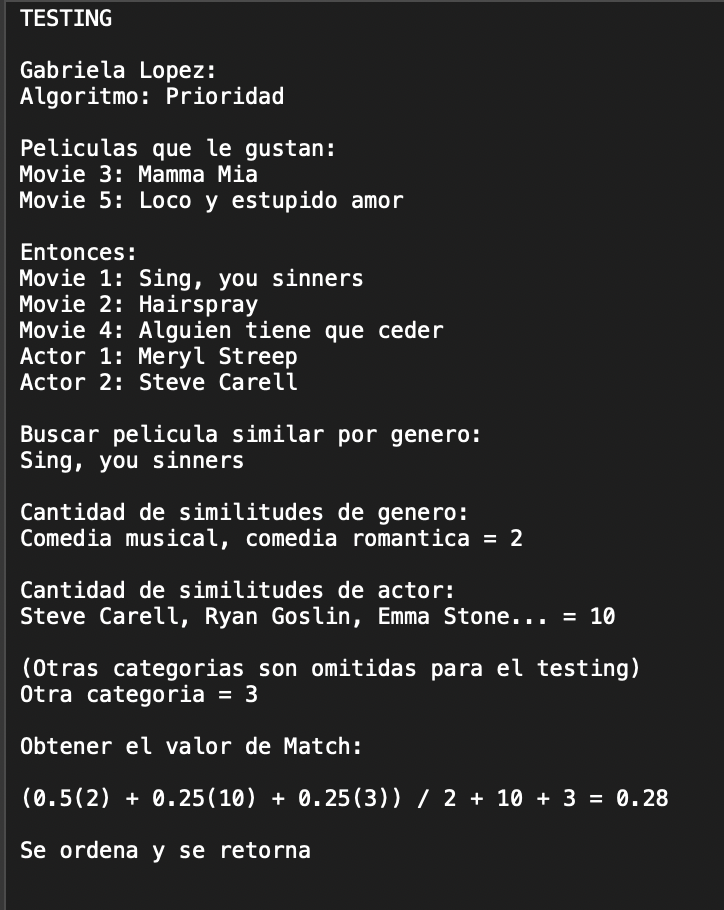 TESTING
Gabriela Lopez:
Algoritmo: Prioridad
Peliculas que le gustan:
Movie 3: Mamma Mia
Movie 5: Loco y estupido amor
Entonces:
Movie 1: Sing, you sinners
Movie 2: Hairspray
Movie 4: Alguien tiene que ceder
Actor 1: Meryl Streep
Actor 2: Steve Carell
Buscar pelicula similar por genero:
Sing, you sinners
Cantidad de similitudes de genero:
Comedia musical, comedia romantica = 2
Cantidad de similitudes de actor:
Steve Carell, Ryan Goslin, Emma Stone... = 10
(Otras categorias son omitidas para el testing)
Otra categoria = 3
Obtener el valor de Match:
(0.5(2) + 0.25(10) + 0.25(3)) / 2 + 10 + 3 = 0.28
Se ordena y se retorna